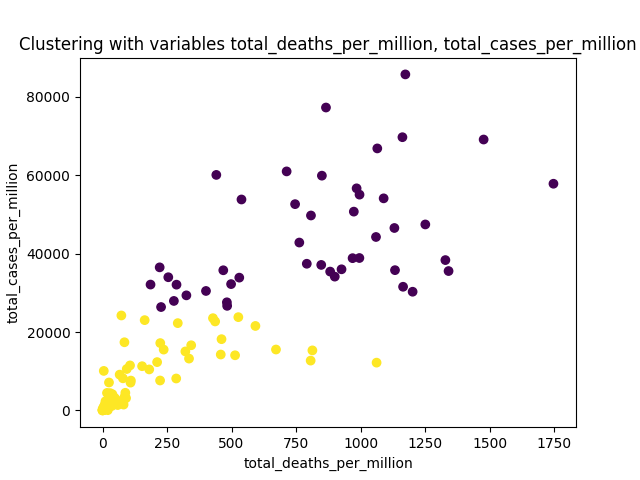 Clustering with variables total_deaths_per_million, total_cases_per_million
80000
60000
40000
20000
0
total_cases_per_million
0 250 500 750 1000 1250 1500 1750
total_deaths_per_million